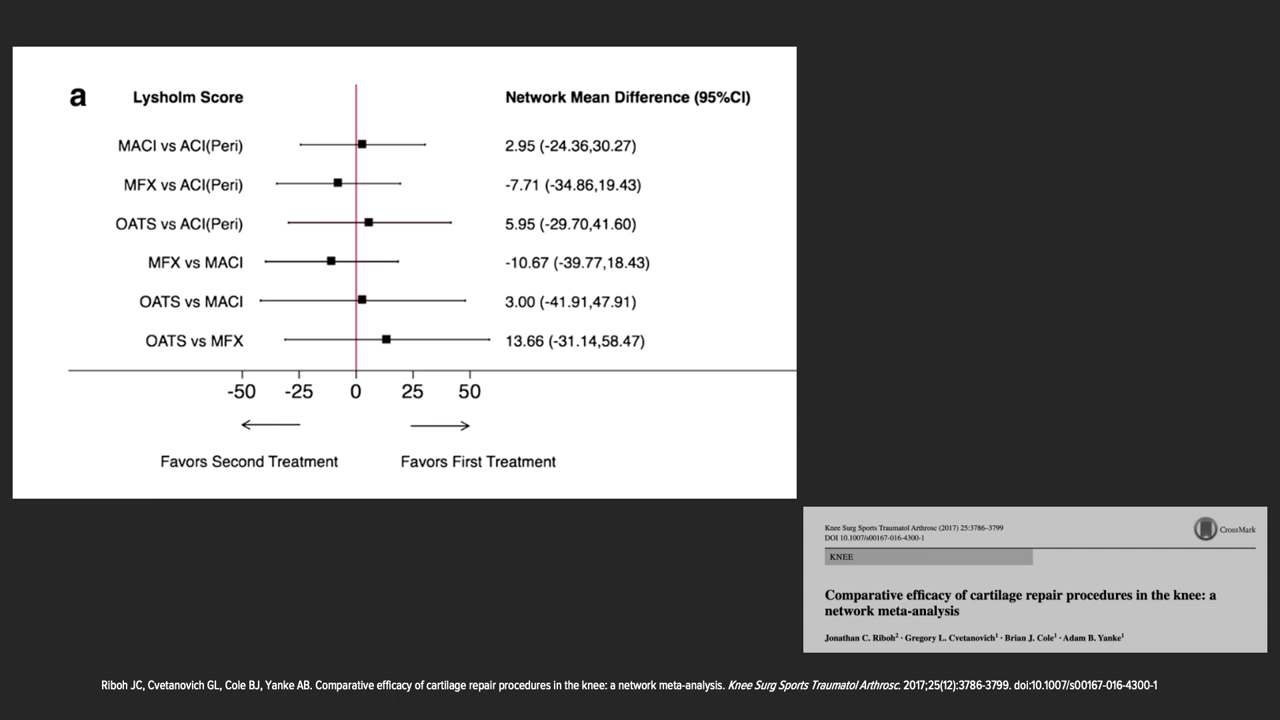 a
Lysholm Score
Network Mean Difference (95%CI)
MACI vs ACI(Peri)
2.95 (-24.36,30.27)
MFX vs ACI(Peri)
-7.71 (-34.86,19.43)
OATS vs ACI(Peri)
5.95 (-29.70,41.60)
MFX vs MACI
-10.67 (-39.77,18.43)
OATS vs MACI
3.00 (-41.91,47.91)
OATS vs MFX
13.66 (-31.14,58.47)
-50 -25 0 25 50
Favors Second Treatment
Favors First Treatment
Knee Surg Sports Traumatol Arthrosc (2017) 25:3786–3799
DOI 10.1007/s00167-016-4300-1
CrossMark
KNEE
Comparative efficacy of cartilage repair procedures in the knee: a
network meta-analysis
Jonathan C. Riboh² · Gregory L. Cvetanovich¹ · Brian J. Cole¹ · Adam B. Yanke¹
Riboh JC, Cvetanovich GL, Cole BJ, Yanke AB. Comparative efficacy of cartilage repair procedures in the knee: a network meta-analysis. Knee Surg Sports Traumatol Arthrosc. 2017;25(12):3786-3799. doi:10.1007/s00167-016-4300-1